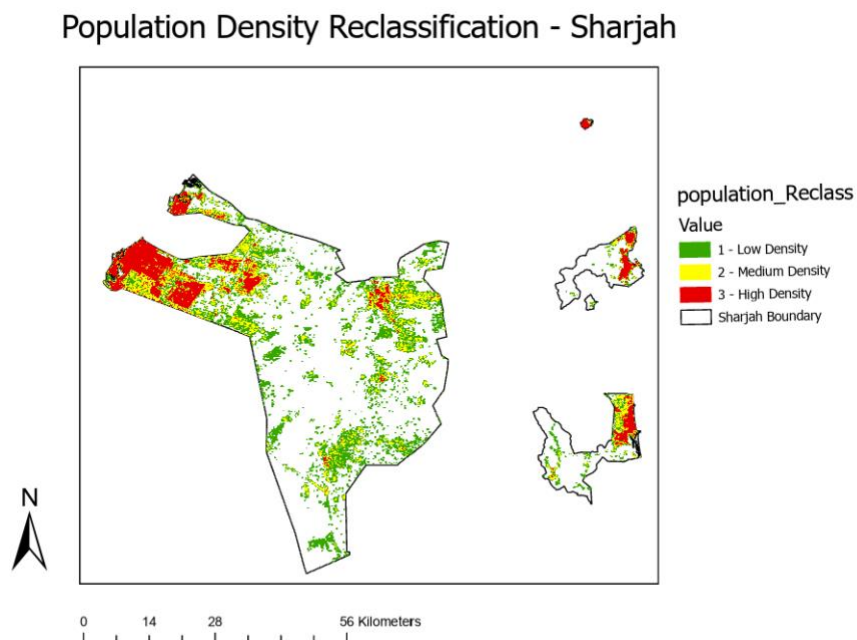 Population Density Reclassification - Sharjah
population_Reclass
Value
1 - Low Density
2 - Medium Density
3 - High Density
Sharjah Boundary
N
0 14 28 56 Kilometers